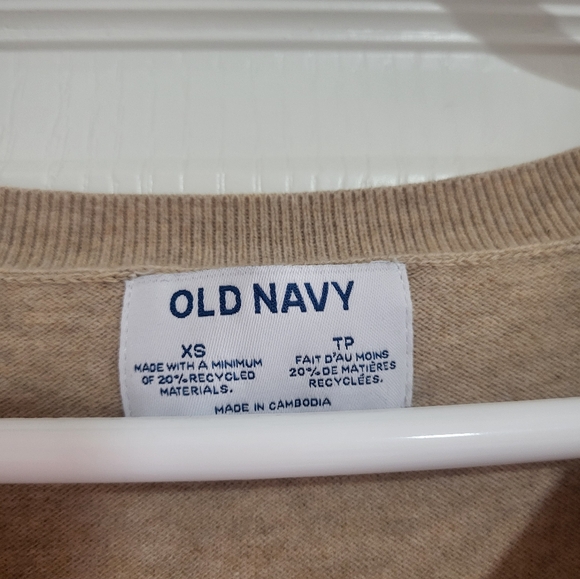 OLD NAVY
XS
MADE WITH A MINIMUM
OF 20% RECYCLED
MATERIALS.
TP
FAIT D'AU MOINS
20% DE MATIÈRES
RECYCLÉES.
MADE IN CAMBODIA